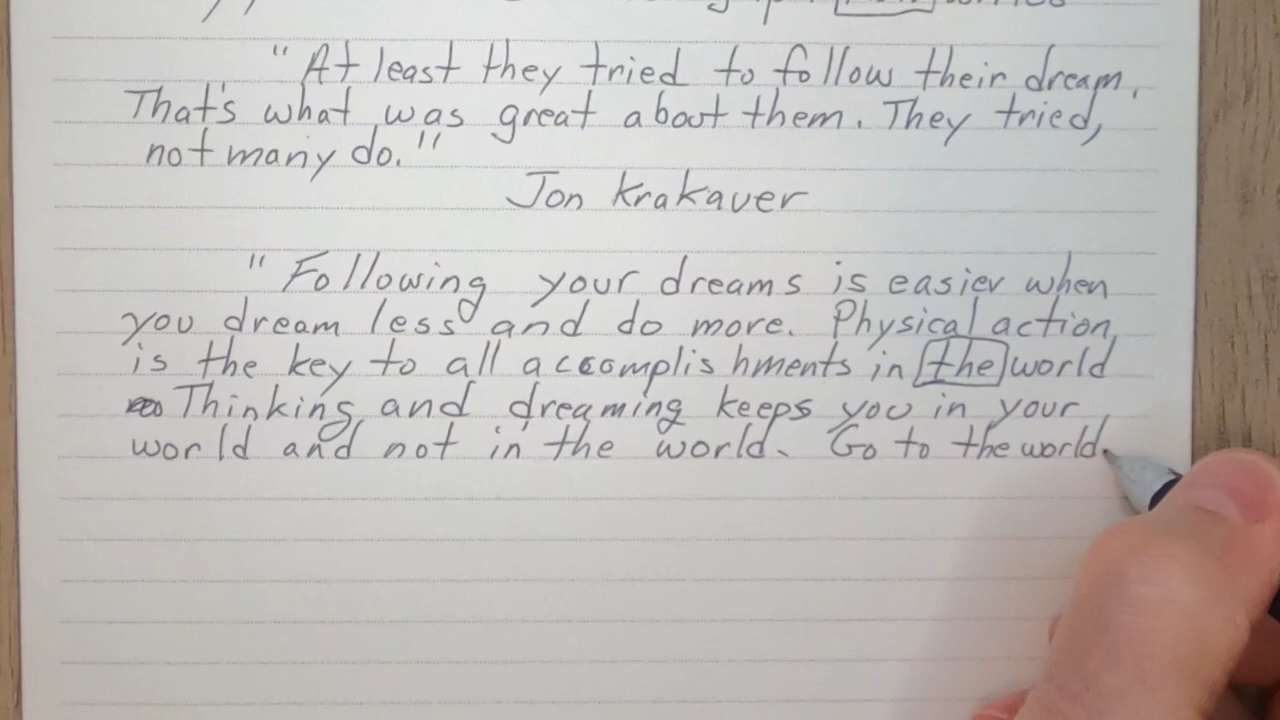 "At least they tried to follow their dream.
That's what was great about them. They tried,
not many do."
Jon Krakauer
"Following your dreams is easier when
you dream less and do more. Physical action
is the key to all accomplishments in the world
Thinking and dreaming keeps you in your
world and not in the world. Go to the world.